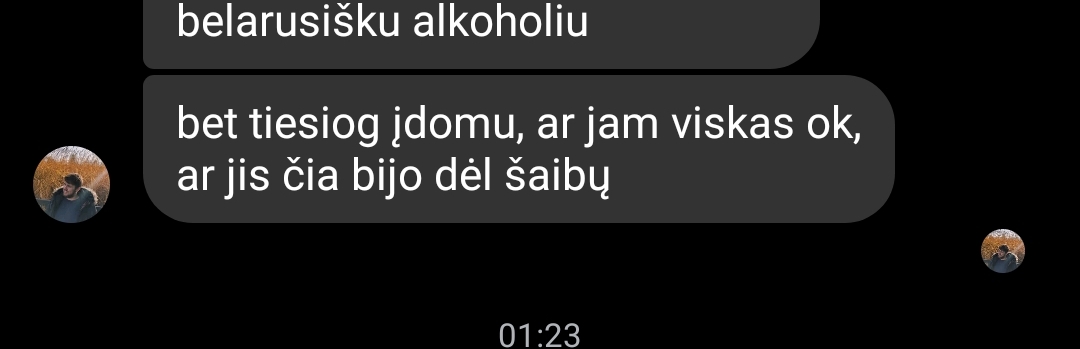 belarusišku alkoholiu
bet tiesiog įdomu, ar jam viskas ok,
ar jis čia bijo dėl šaibų
01:23